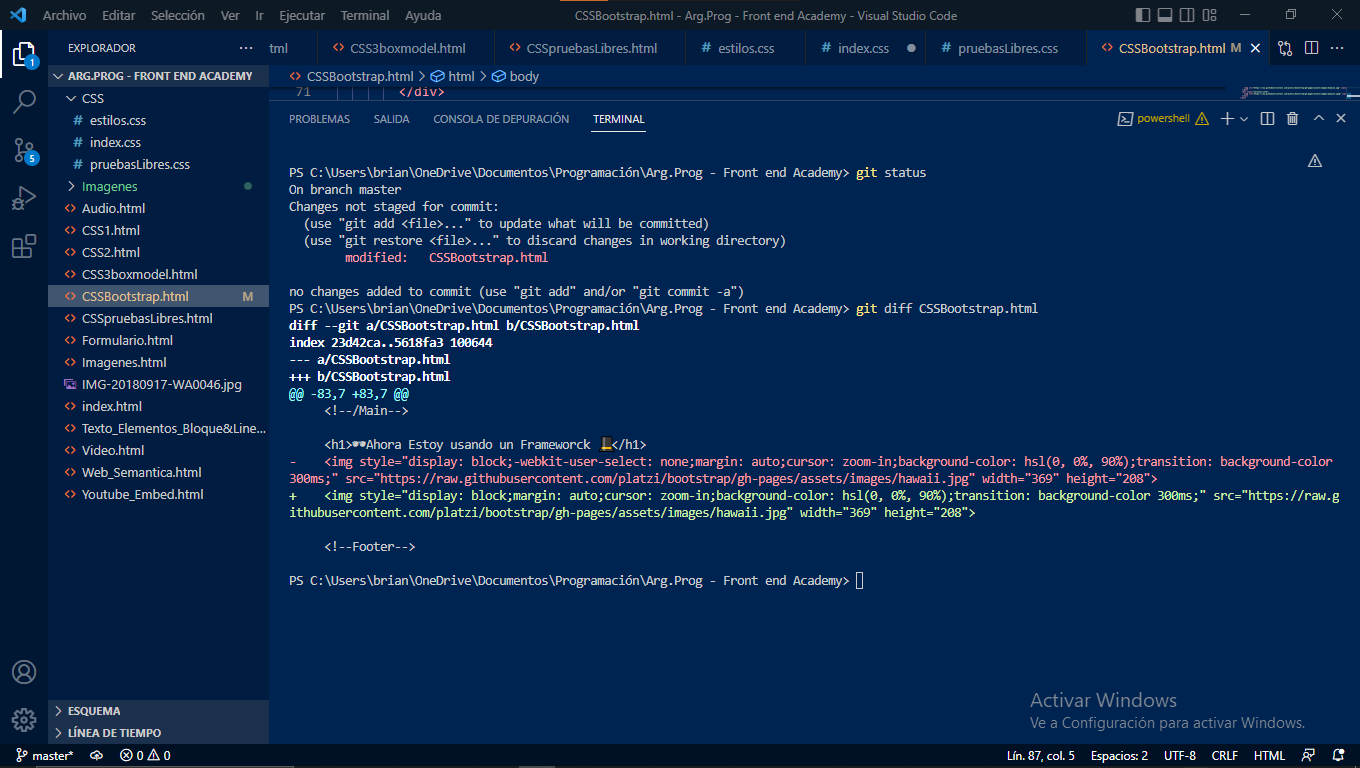 Archivo Editar Selección Ver Ir Ejecutar Terminal Ayuda
CSSBootstrap.html - Arg.Prog - Front end Academy - Visual Studio Code
EXPLORADOR
tml
CSS3boxmodel.html
CSSpruebasLibres.html
# estilos.css
# index.css
# pruebasLibres.css
CSSBootstrap.html M
ARG.PROG - FRONT END ACADEMY
CSS
# estilos.css
# index.css
# pruebasLibres.css
Imagenes
Audio.html
CSS1.html
CSS2.html
CSS3boxmodel.html
CSSBootstrap.html M
CSSpruebasLibres.html
Formulario.html
Imagenes.html
IMG-20180917-WA0046.jpg
index.html
Texto_Elementos_Bloque&Line...
Video.html
Web_Semantica.html
Youtube_Embed.html
ESQUEMA
LÍNEA DE TIEMPO
1
5
CSSBootstrap.html > html > body
71 </div>
PROBLEMAS SALIDA CONSOLA DE DEPURACIÓN TERMINAL
powershell
PS C:\Users\brian\OneDrive\Documentos\Programación\Arg.Prog - Front end Academy> git status
On branch master
Changes not staged for commit:
(use "git add <file>..." to update what will be committed)
(use "git restore <file>..." to discard changes in working directory)
modified: CSSBootstrap.html
no changes added to commit (use "git add" and/or "git commit -a")
PS C:\Users\brian\OneDrive\Documentos\Programación\Arg.Prog - Front end Academy> git diff CSSBootstrap.html
diff --git a/CSSBootstrap.html b/CSSBootstrap.html
index 23d42ca..5618fa3 100644
--- a/CSSBootstrap.html
+++ b/CSSBootstrap.html
@@ -83,7 +83,7 @@
<!--/Main-->
<h1>🕶️Ahora Estoy usando un Frameworck 🎩</h1>
- <img style="display: block;-webkit-user-select: none;margin: auto;cursor: zoom-in;background-color: hsl(0, 0%, 90%);transition: background-color
300ms;" src="https://raw.githubusercontent.com/platzi/bootstrap/gh-pages/assets/images/hawaii.jpg" width="369" height="208">
+ <img style="display: block;margin: auto;cursor: zoom-in;background-color: hsl(0, 0%, 90%);transition: background-color 300ms;" src="https://raw.g
ithubusercontent.com/platzi/bootstrap/gh-pages/assets/images/hawaii.jpg" width="369" height="208">
<!--Footer-->
PS C:\Users\brian\OneDrive\Documentos\Programación\Arg.Prog - Front end Academy>
Activar Windows
Ve a Configuración para activar Windows.
master* 0 0
Lín. 87, col. 5 Espacios: 2 UTF-8 CRLF HTML